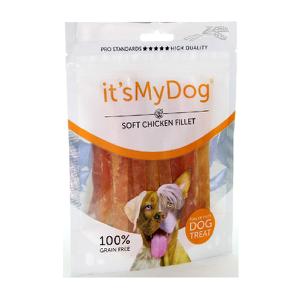 PRO STANDARDS ★★★★★ HIGH QUALITY
it'sMyDog
SOFT CHICKEN FILLET
DOG
TREAT
100%
GRAIN FREE